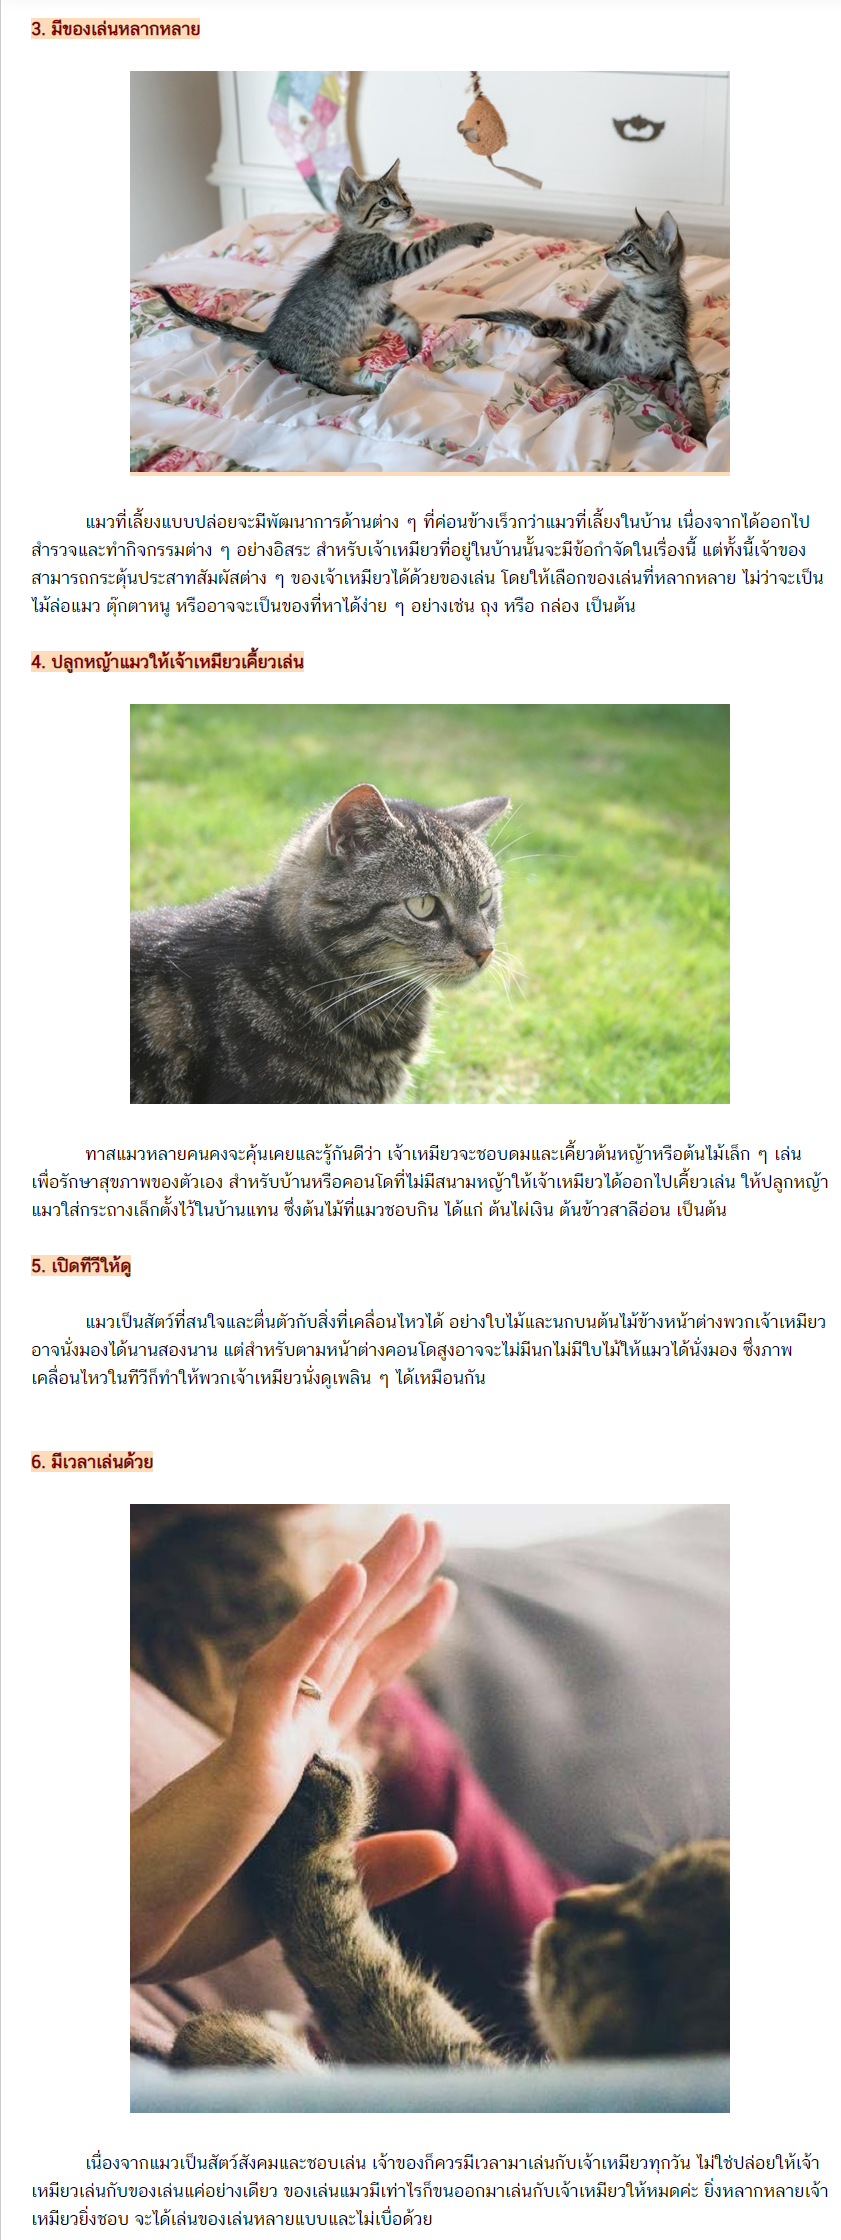 3. มีของเล่นหลากหลาย
แมวที่เลี้ยงแบบปล่อยจะมีพัฒนาการด้านต่าง ๆ ที่ค่อนข้างเร็วกว่าแมวที่เลี้ยงในบ้าน เนื่องจากได้ออกไป
สำรวจและทำกิจกรรมต่าง ๆ อย่างอิสระ สำหรับเจ้าเหมียวที่อยู่ในบ้านนั้นจะมีข้อกำจัดในเรื่องนี้ แต่ทั้งนี้เจ้าของ
สามารถกระตุ้นประสาทสัมผัสต่าง ๆ ของเจ้าเหมียวได้ด้วยของเล่น โดยให้เลือกของเล่นที่หลากหลาย ไม่ว่าจะเป็น
ไม้ล่อแมว ตุ๊กตาหนู หรืออาจจะเป็นของที่หาได้ง่าย ๆ อย่างเช่น ถุง หรือ กล่อง เป็นต้น
4. ปลูกหญ้าแมวให้เจ้าเหมียวเคี้ยวเล่น
ทาสแมวหลายคนคงจะคุ้นเคยและรู้กันดีว่า เจ้าเหมียวจะชอบดมและเคี้ยวต้นหญ้าหรือต้นไม้เล็ก ๆ เล่น
เพื่อรักษาสุขภาพของตัวเอง สำหรับบ้านหรือคอนโดที่ไม่มีสนามหญ้าให้เจ้าเหมียวได้ออกไปเคี้ยวเล่น ให้ปลูกหญ้า
แมวใส่กระถางเล็กตั้งไว้ในบ้านแทน ซึ่งต้นไม้ที่แมวชอบกิน ได้แก่ ต้นไผ่เงิน ต้นข้าวสาลีอ่อน เป็นต้น
5. เปิดทีวีให้ดู
แมวเป็นสัตว์ที่สนใจและตื่นตัวกับสิ่งที่เคลื่อนไหวได้ อย่างใบไม้และนกบนต้นไม้ข้างหน้าต่างพวกเจ้าเหมียว
อาจนั่งมองได้นานสองนาน แต่สำหรับตามหน้าต่างคอนโดสูงอาจจะไม่มีนกไม่มีใบไม้ให้แมวได้นั่งมอง ซึ่งภาพ
เคลื่อนไหวในทีวีก็ทำให้พวกเจ้าเหมียวนั่งดูเพลิน ๆ ได้เหมือนกัน
6. มีเวลาเล่นด้วย
เนื่องจากแมวเป็นสัตว์สังคมและชอบเล่น เจ้าของก็ควรมีเวลามาเล่นกับเจ้าเหมียวทุกวัน ไม่ใช่ปล่อยให้เจ้า
เหมียวเล่นกับของเล่นแค่อย่างเดียว ของเล่นแมวมีเท่าไรก็ขนออกมาเล่นกับเจ้าเหมียวให้หมดค่ะ ยิ่งหลากหลายเจ้า
เหมียวยิ่งชอบ จะได้เล่นของเล่นหลายแบบและไม่เบื่อด้วย